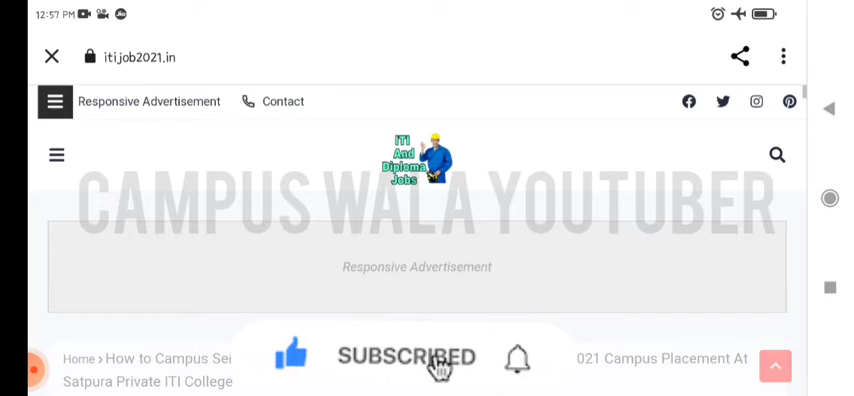 12:57 PM
itijob2021.in
Responsive Advertisement Contact
ITI
And
Diploma
Jobs
CAMPUS WALA YOUTUBER
Responsive Advertisement
Home › How to Campus Sel
SUBSCRIBED
021 Campus Placement At
Satpura Private ITI College